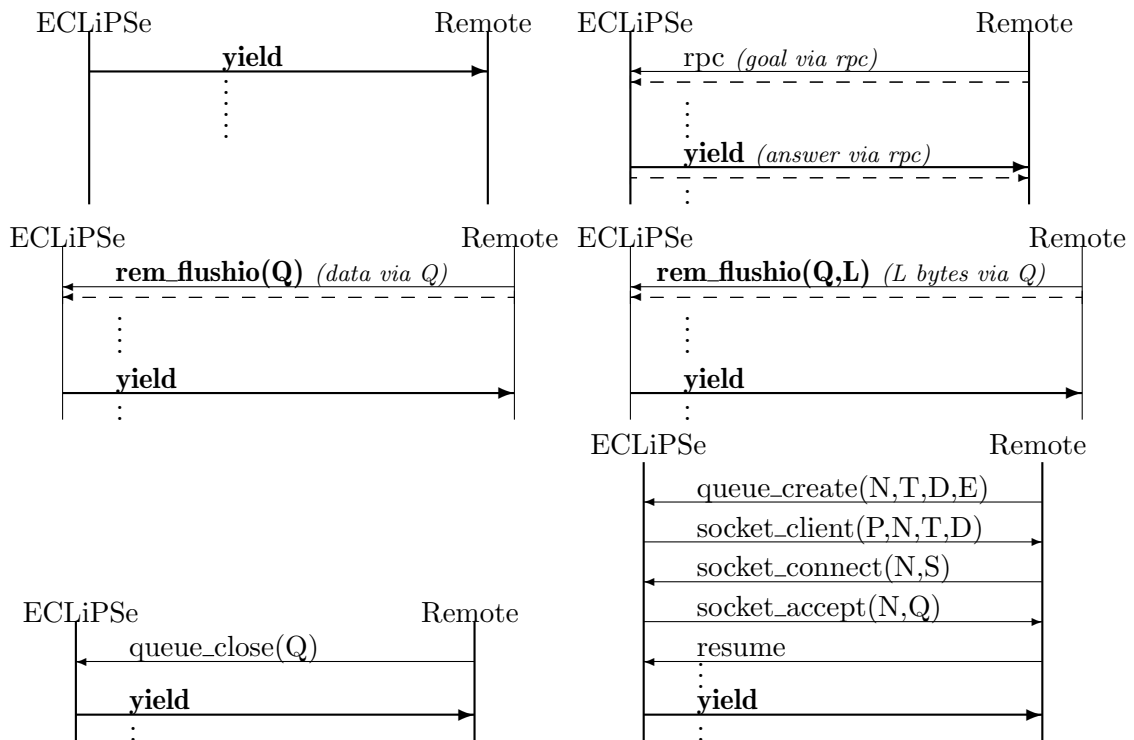 ECLiPSe Remote
yield
ECLiPSe Remote
rpc (goal via rpc)
yield (answer via rpc)
ECLiPSe Remote
rem_flushio(Q) (data via Q)
yield
ECLiPSe Remote
rem_flushio(Q,L) (L bytes via Q)
yield
ECLiPSe Remote
queue_close(Q)
yield
ECLiPSe Remote
queue_create(N,T,D,E)
socket_client(P,N,T,D)
socket_connect(N,S)
socket_accept(N,Q)
resume
yield